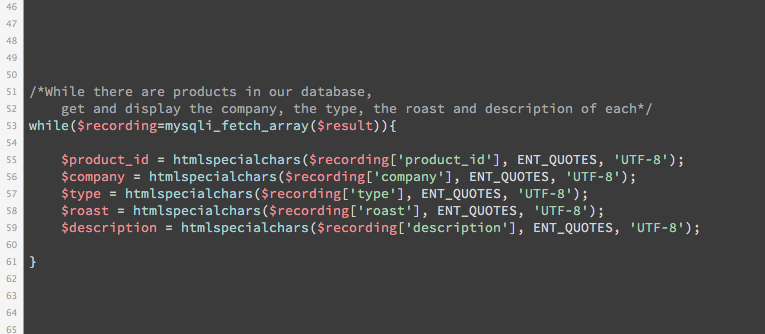 46
47
48
49
50
51 /*While there are products in our database,
52 get and display the company, the type, the roast and description of each*/
53 while($recording=mysqli_fetch_array($result)){
54
55 $product_id = htmlspecialchars($recording['product_id'], ENT_QUOTES, 'UTF-8');
56 $company = htmlspecialchars($recording['company'], ENT_QUOTES, 'UTF-8');
57 $type = htmlspecialchars($recording['type'], ENT_QUOTES, 'UTF-8');
58 $roast = htmlspecialchars($recording['roast'], ENT_QUOTES, 'UTF-8');
59 $description = htmlspecialchars($recording['description'], ENT_QUOTES, 'UTF-8');
60
61 }
62
63
64
65